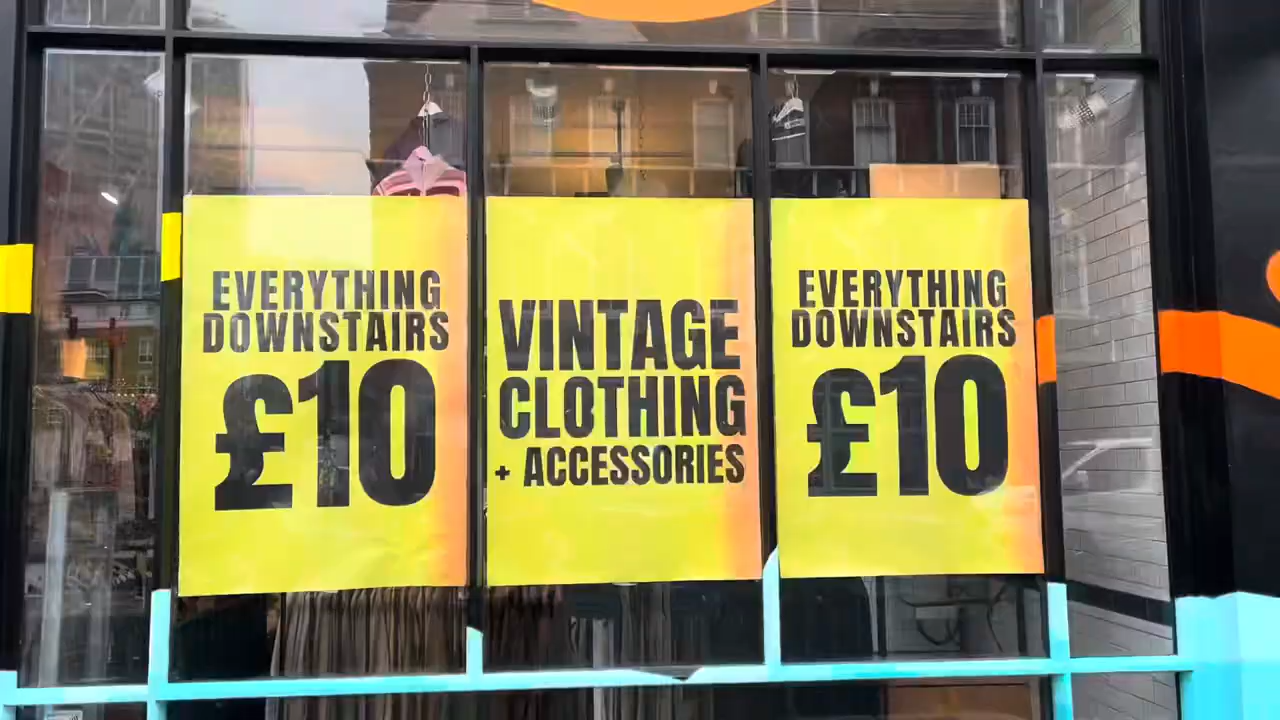 EVERYTHING
DOWNSTAIRS
£10
VINTAGE
CLOTHING
+ ACCESSORIES
EVERYTHING
DOWNSTAIRS
£10